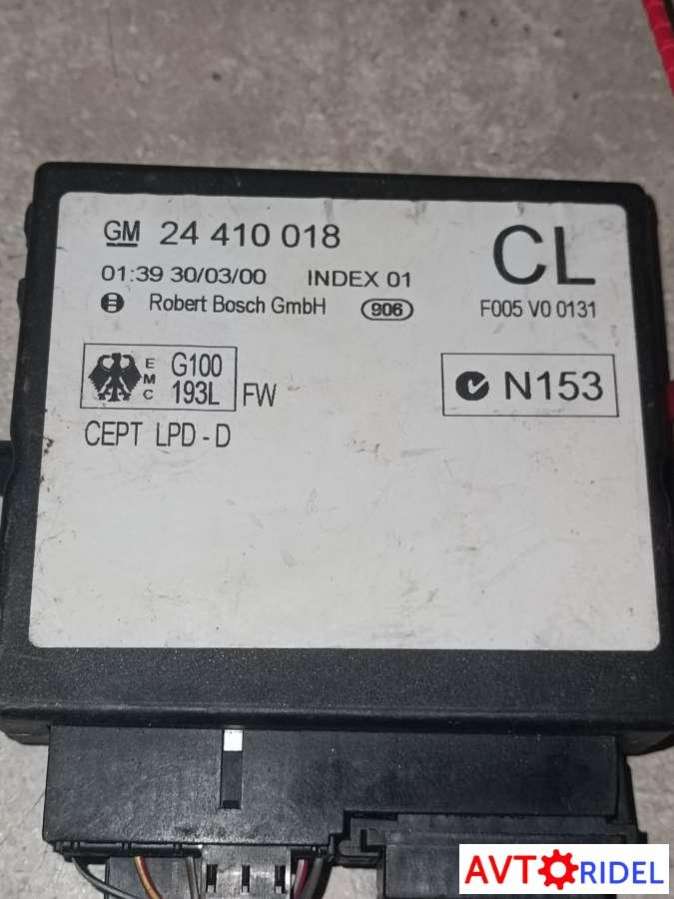 GM 24 410 018 CL
01:39 30/03/00 INDEX 01
Robert Bosch GmbH 906 F005 V0 0131
EMC G100
193L FW
N153
CEPT LPD - D
AVTORIDEL